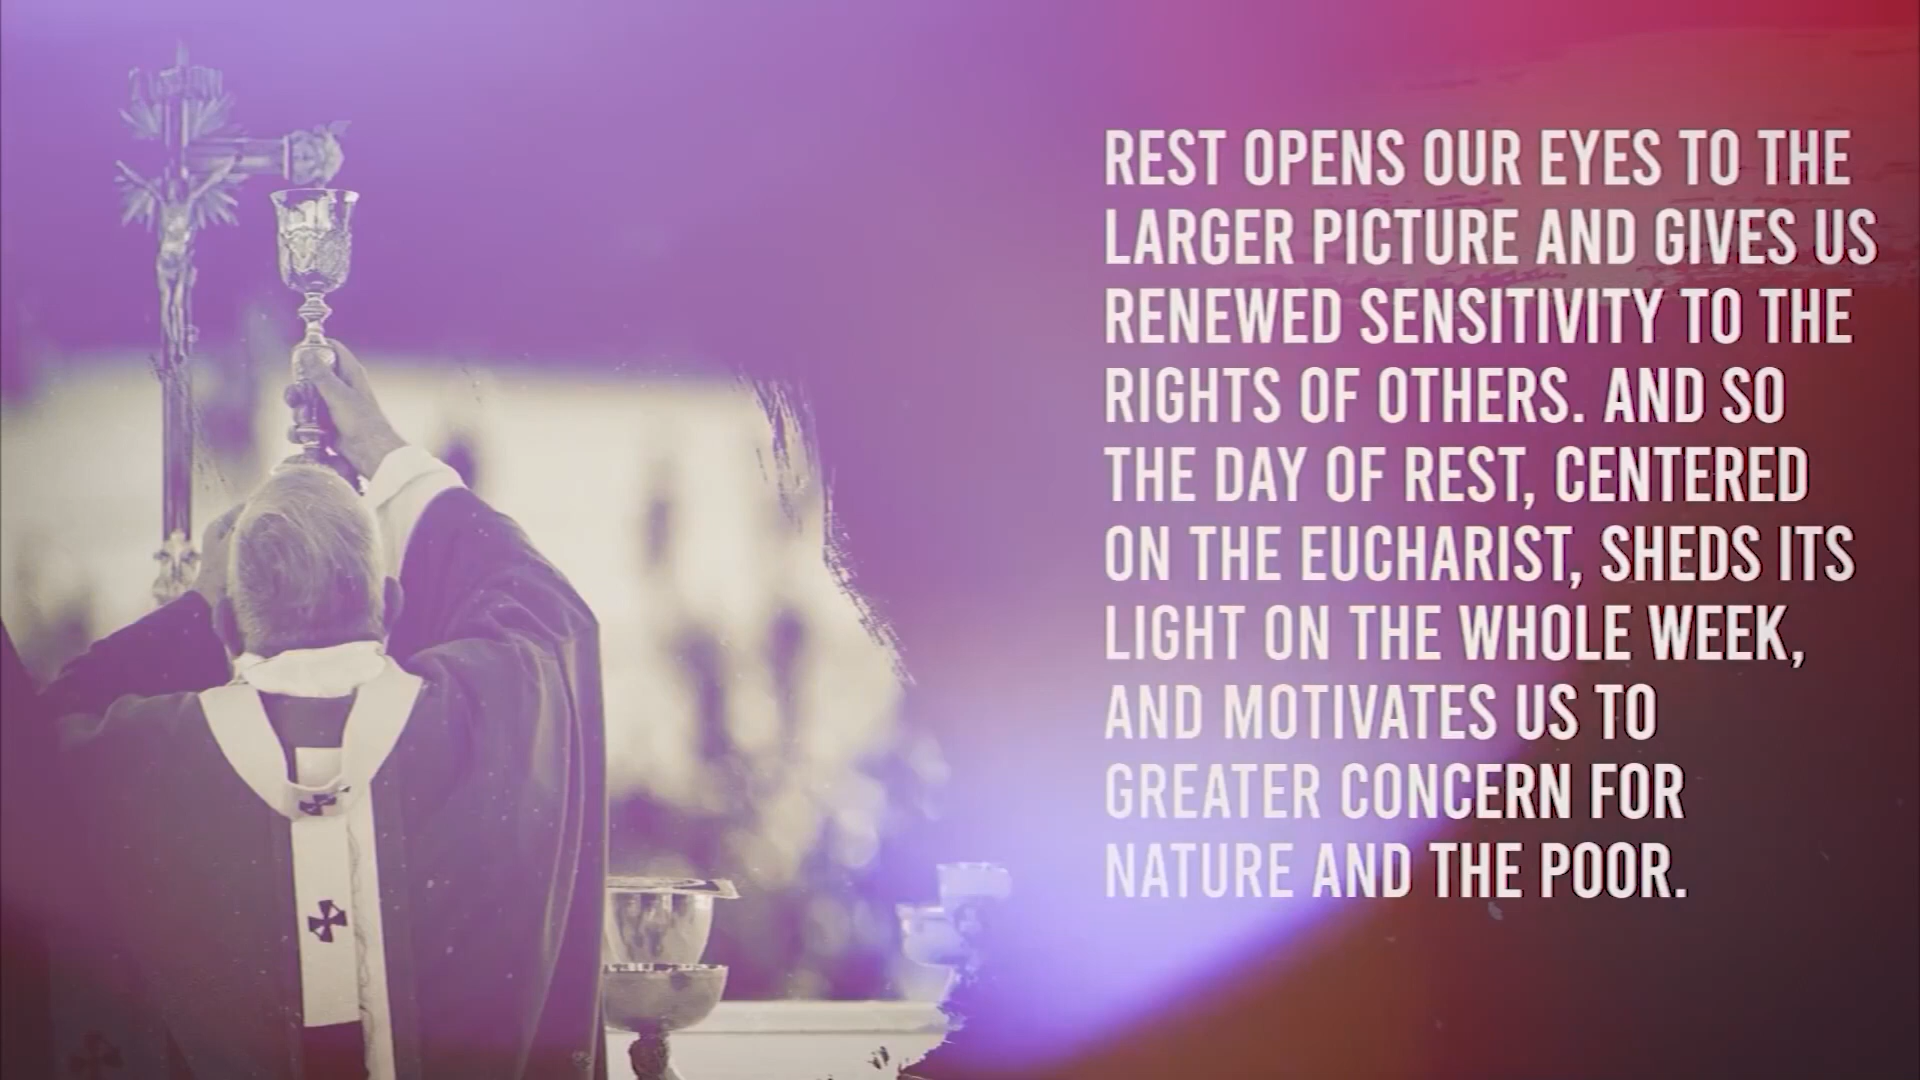 REST OPENS OUR EYES TO THE
LARGER PICTURE AND GIVES US
RENEWED SENSITIVITY TO THE
RIGHTS OF OTHERS. AND SO
THE DAY OF REST, CENTERED
ON THE EUCHARIST, SHEDS ITS
LIGHT ON THE WHOLE WEEK,
AND MOTIVATES US TO
GREATER CONCERN FOR
NATURE AND THE POOR.